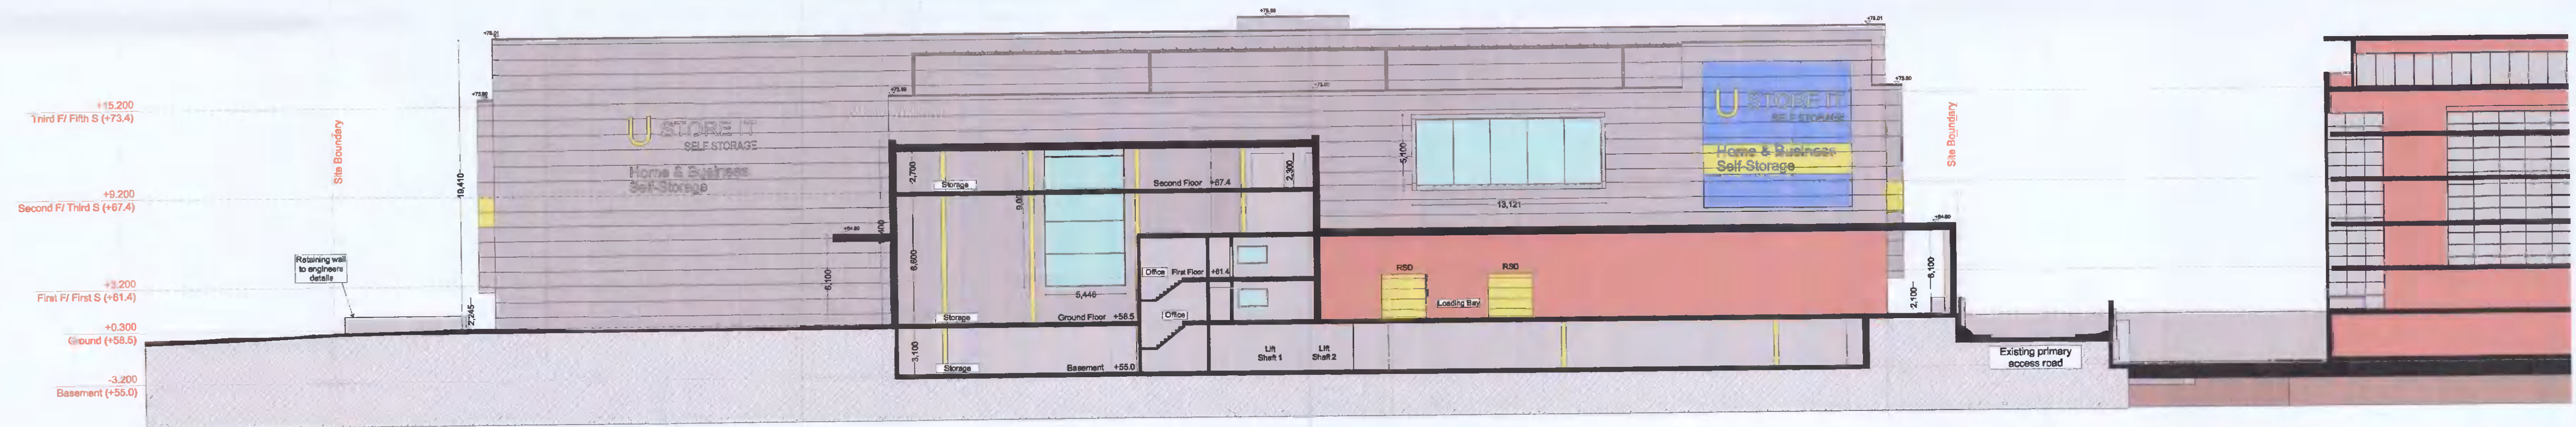 +15.200
Third F/ Fifth S (+73.4)
+9.200
Second F/ Third S (+67.4)
+3.200
First F/ First S (+61.4)
+0.300
Ground (+58.5)
-3.200
Basement (+55.0)
Site Boundary
Retaining wall
to engineers
details
19,410
2,245
U STORE IT
SELF STORAGE
Home & Business
Self-Storage
6,100
2,700
6,600
3,100
Storage
Second Floor +67.4
2,300
5,446
Office First Floor +61.4
Storage
Ground Floor +58.5
Office
Storage
Basement +55.0
Lift
Shaft 1
Lift
Shaft 2
5,100
13,121
RSD
RSD
Loading Bay
U STORE IT
SELF STORAGE
Home & Business
Self-Storage
Site Boundary
2,100
6,100
Existing primary
access road